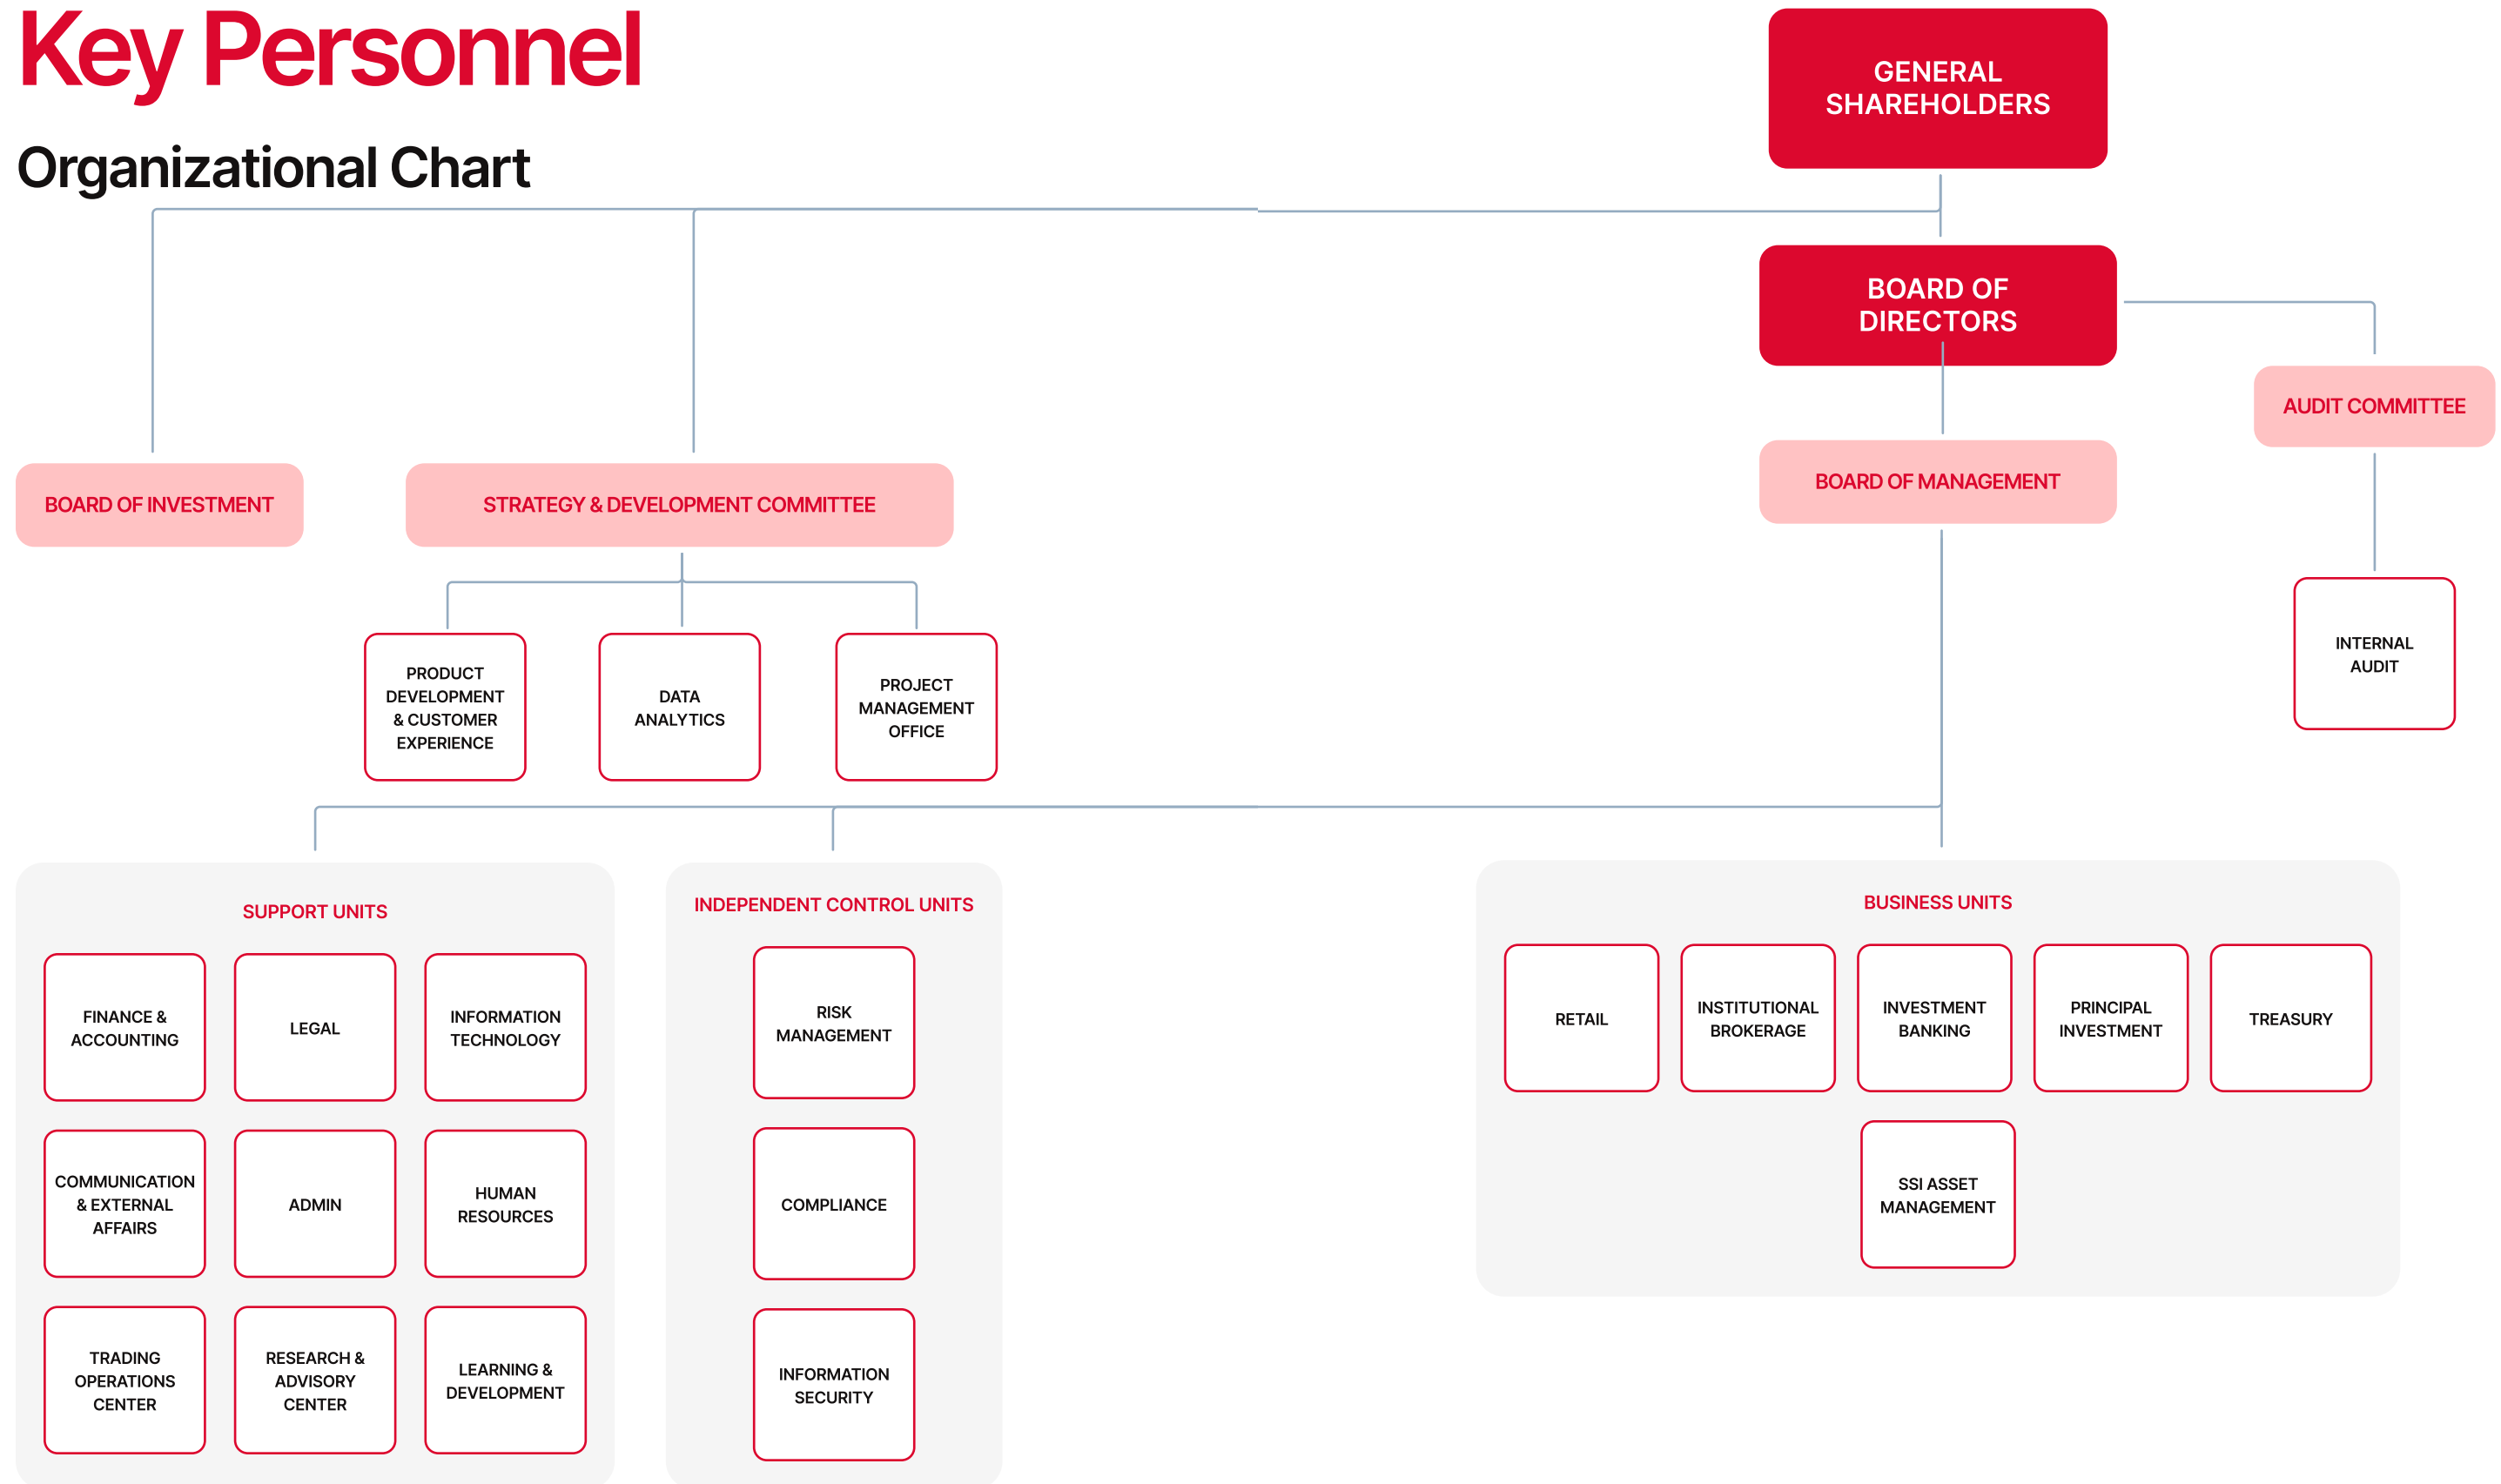 Key Personnel
Organizational Chart
GENERAL
SHAREHOLDERS
BOARD OF
DIRECTORS
AUDIT COMMITTEE
BOARD OF MANAGEMENT
BOARD OF INVESTMENT
STRATEGY & DEVELOPMENT COMMITTEE
PRODUCT
DEVELOPMENT
& CUSTOMER
EXPERIENCE
DATA
ANALYTICS
PROJECT
MANAGEMENT
OFFICE
INTERNAL
AUDIT
SUPPORT UNITS
FINANCE &
ACCOUNTING
LEGAL
INFORMATION
TECHNOLOGY
COMMUNICATION
& EXTERNAL
AFFAIRS
ADMIN
HUMAN
RESOURCES
TRADING
OPERATIONS
CENTER
RESEARCH &
ADVISORY
CENTER
LEARNING &
DEVELOPMENT
INDEPENDENT CONTROL UNITS
RISK
MANAGEMENT
COMPLIANCE
INFORMATION
SECURITY
BUSINESS UNITS
RETAIL
INSTITUTIONAL
BROKERAGE
INVESTMENT
BANKING
PRINCIPAL
INVESTMENT
TREASURY
SSI ASSET
MANAGEMENT